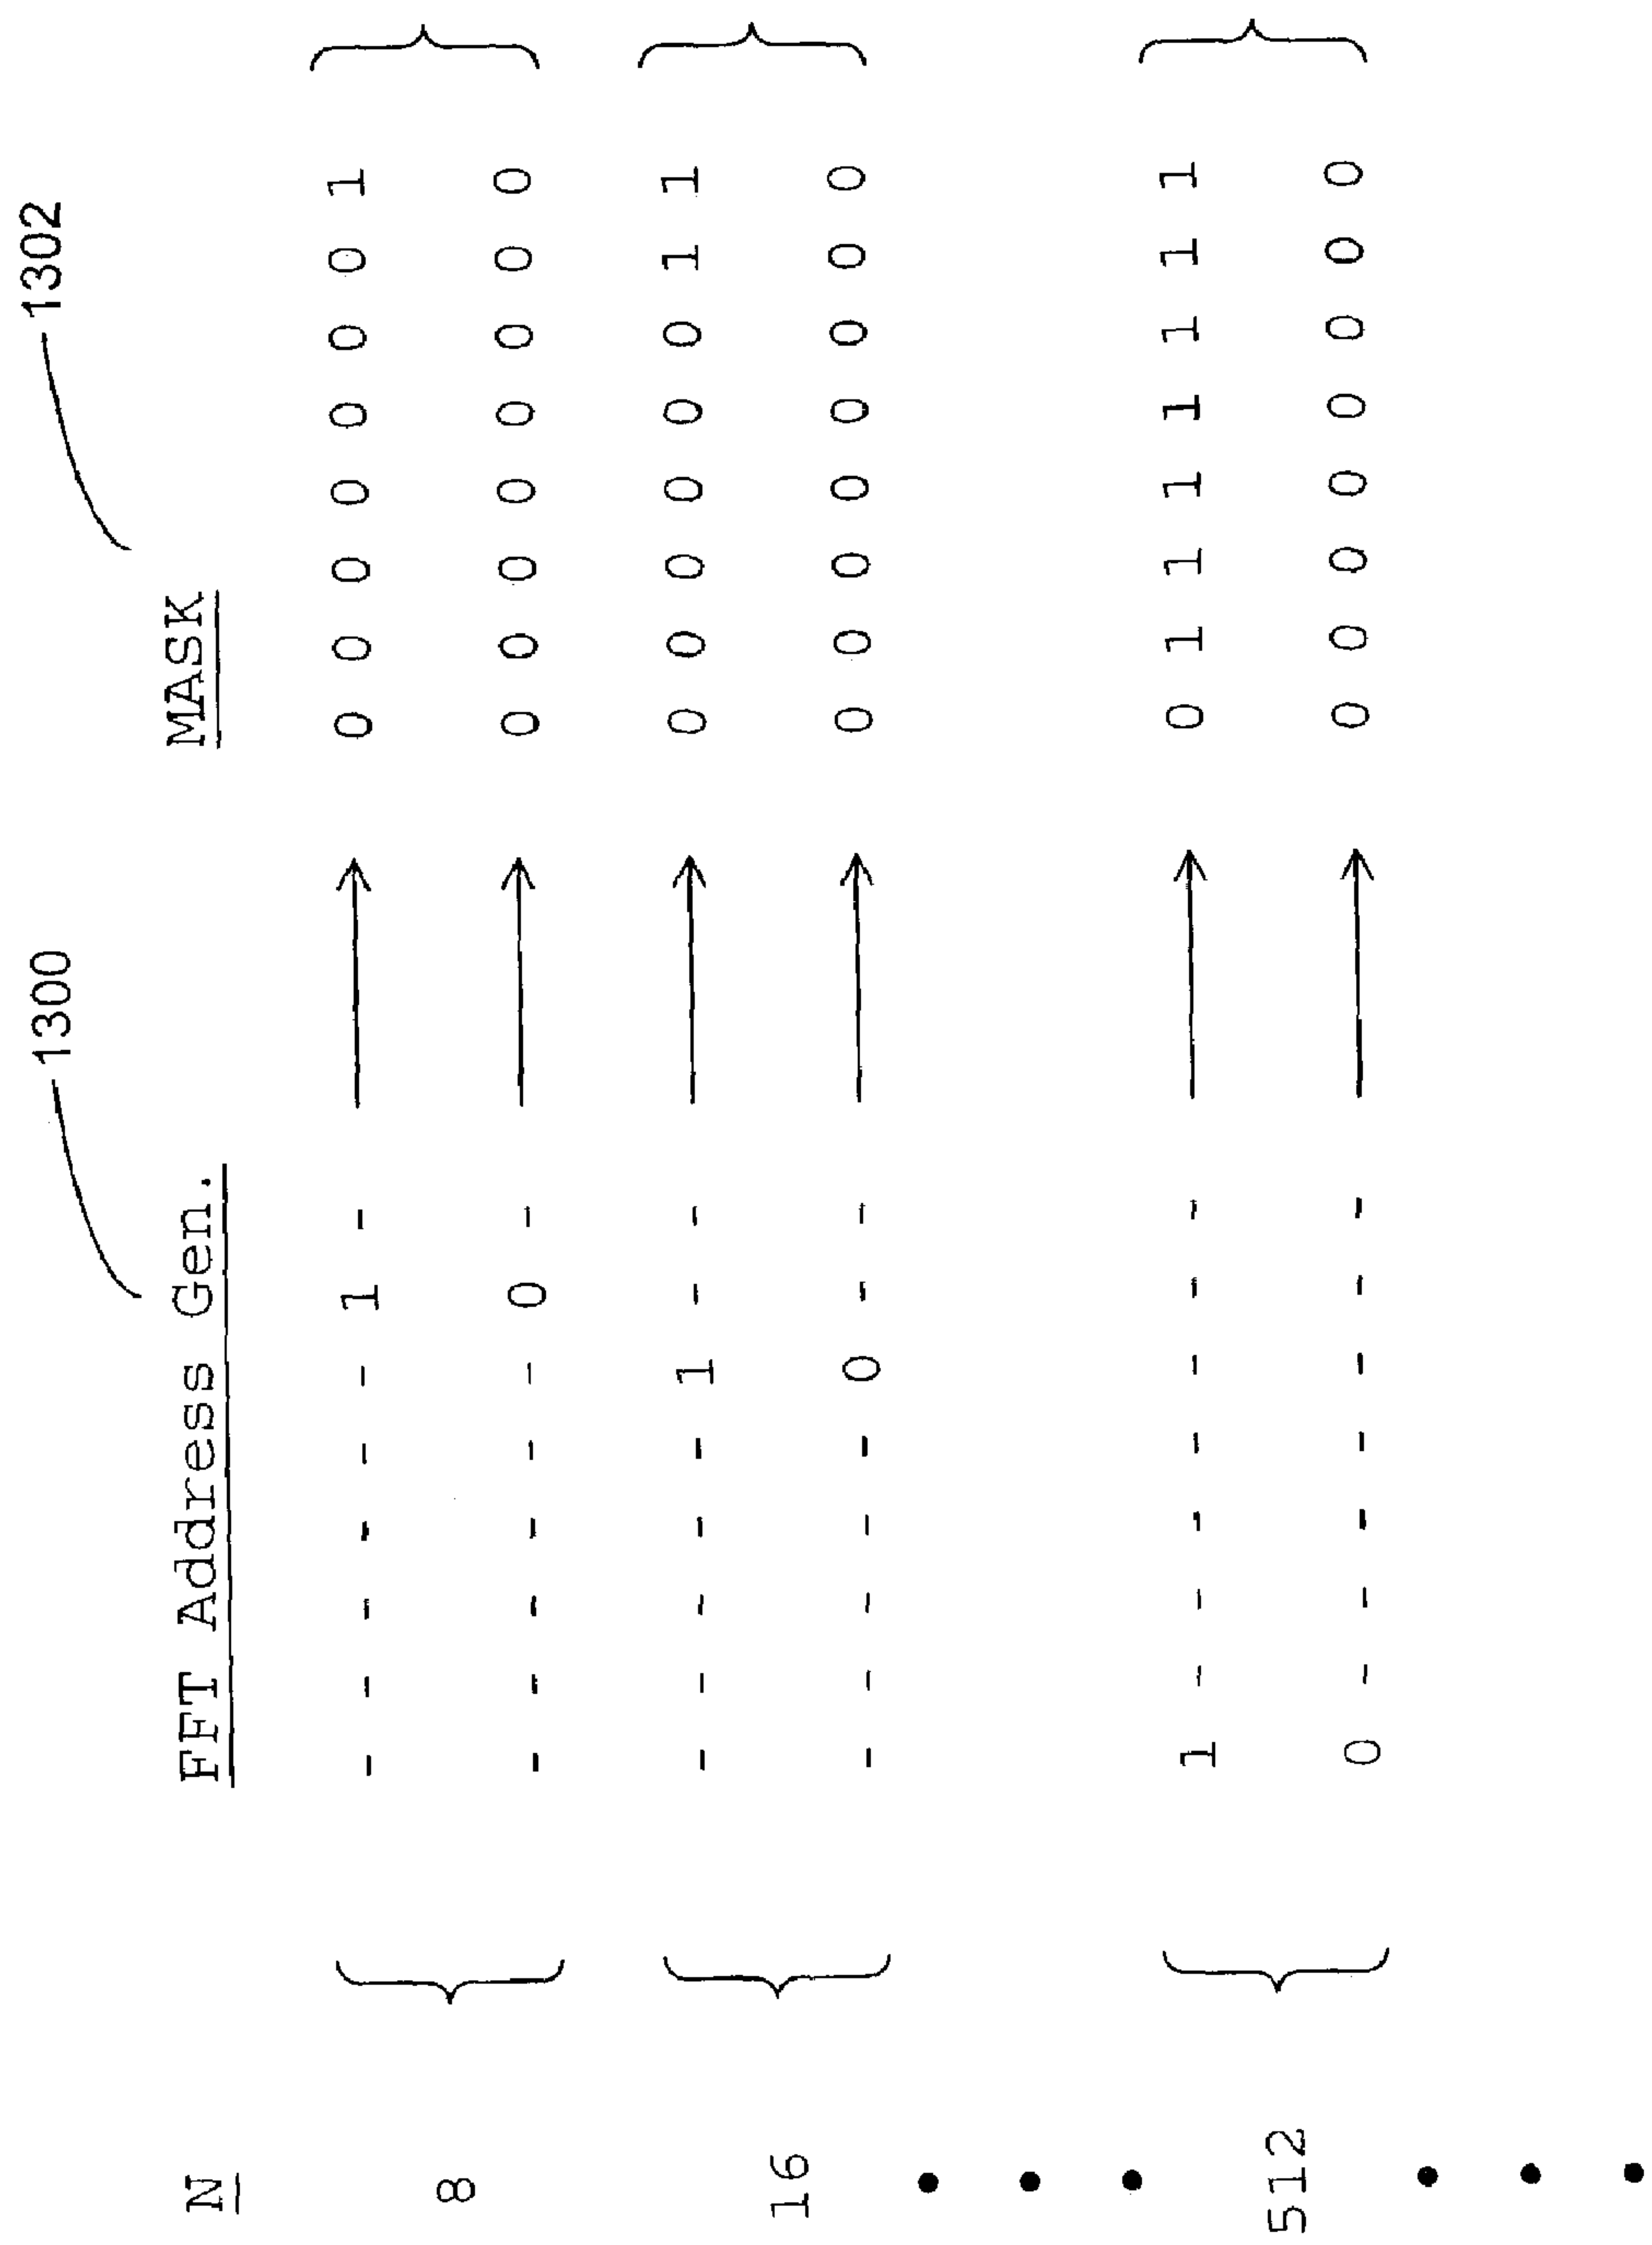 1300 1302
N FFT Address Gen. MASK
- - - - - - 1 - → 0 0 0 0 0 0 0 1
8
- - - - - - 0 - → 0 0 0 0 0 0 0 0
- - - - - 1 - - → 0 0 0 0 0 0 1 1
16
- - - - - 0 - - → 0 0 0 0 0 0 0 0
1 - - - - - - - → 0 1 1 1 1 1 1 1
512
0 - - - - - - - → 0 0 0 0 0 0 0 0